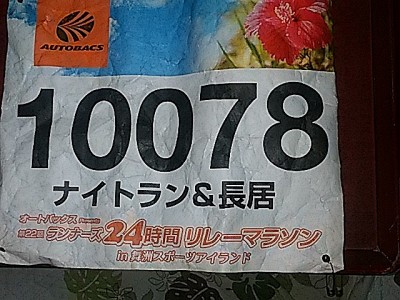 AUTOBACS
10078
ナイトラン&長居
オートバックス Presents
第22回 ランナーズ24時間リレーマラソン
in 舞洲スポーツアイランド